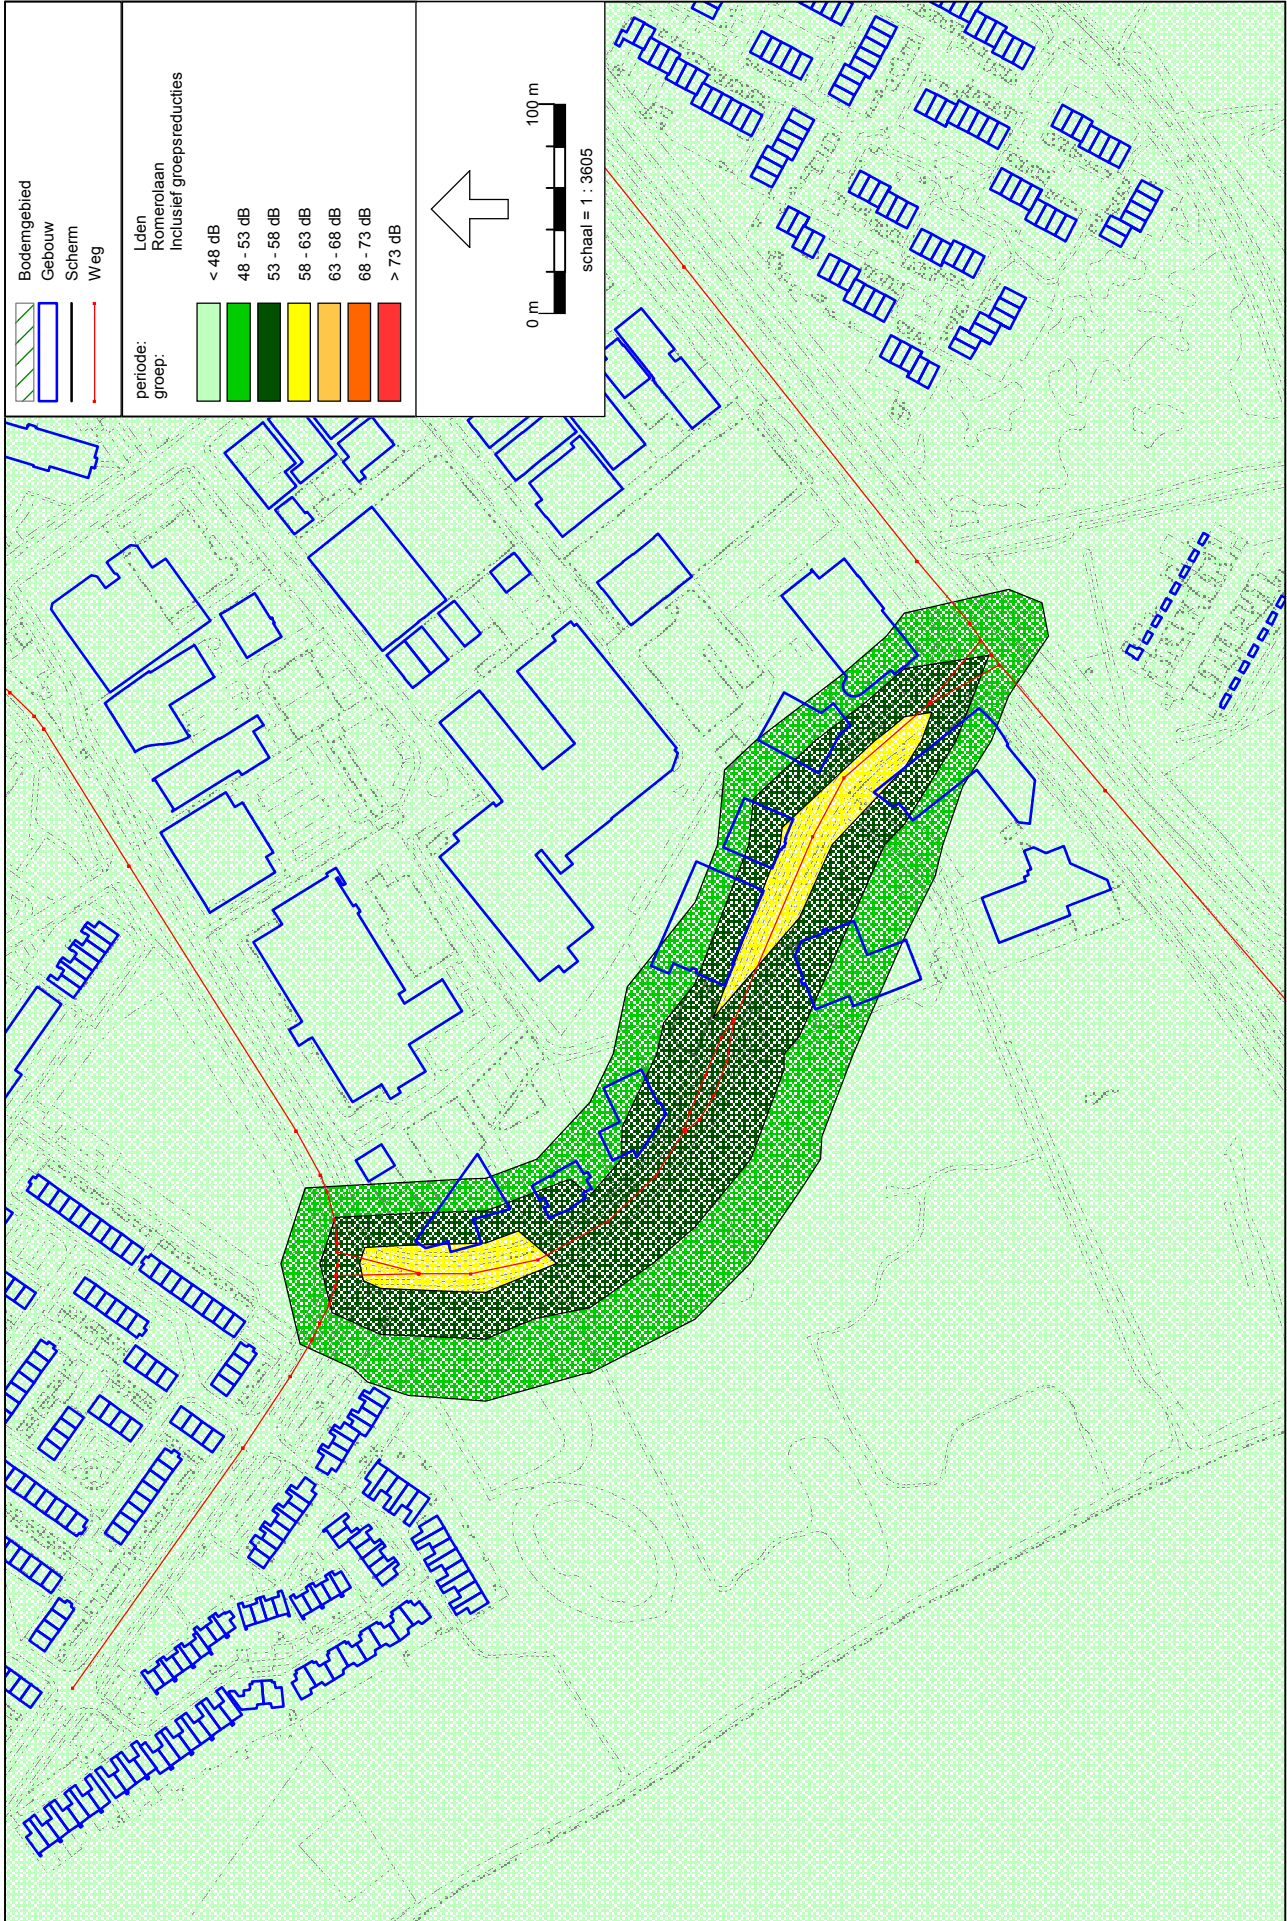 Bodemgebied
Gebouw
Scherm
Weg
periode: Lden
groep: Romerolaan
Inclusief groepsreducties
< 48 dB
48 - 53 dB
53 - 58 dB
58 - 63 dB
63 - 68 dB
68 - 73 dB
> 73 dB
0 m 100 m
schaal = 1 : 3605